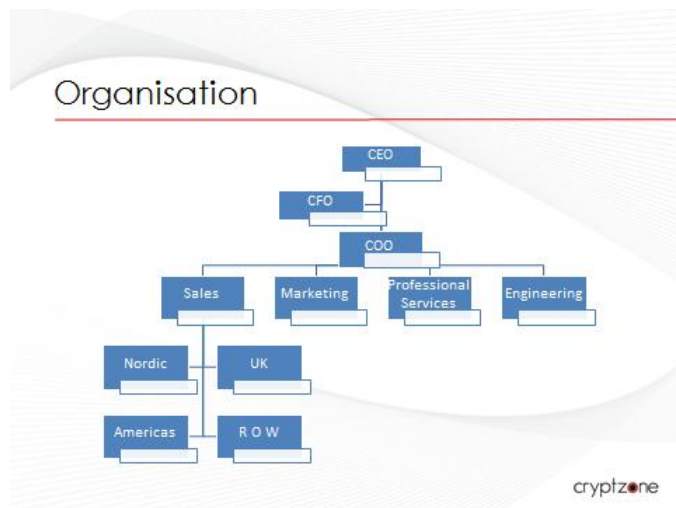 Organisation
CEO
CFO
COO
Sales
Marketing
Professional
Services
Engineering
Nordic
UK
Americas
R O W
cryptzone